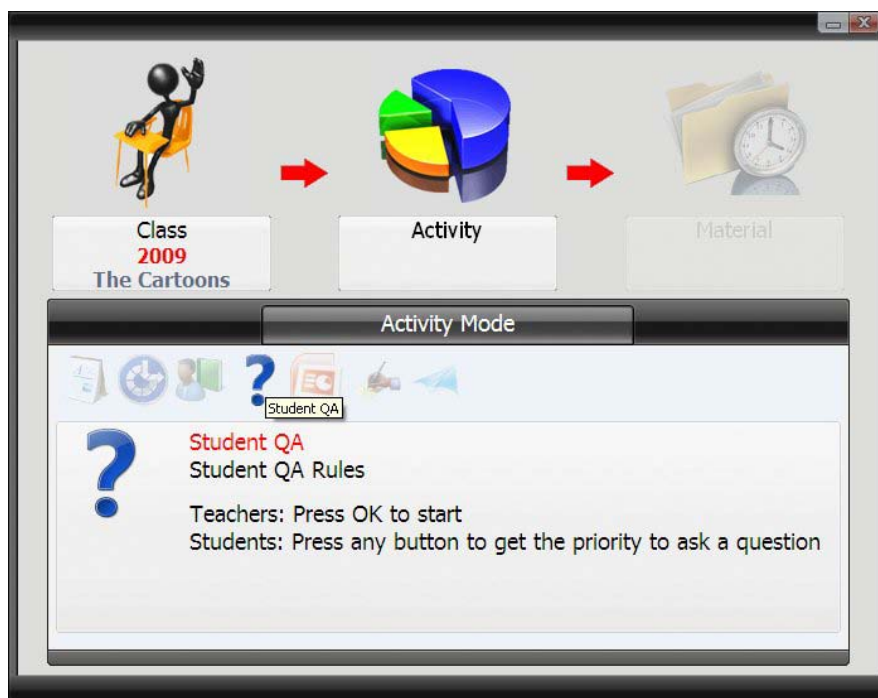 Class
2009
The Cartoons
Activity
Material
Activity Mode
Student QA
Student QA
Student QA Rules
Teachers: Press OK to start
Students: Press any button to get the priority to ask a question